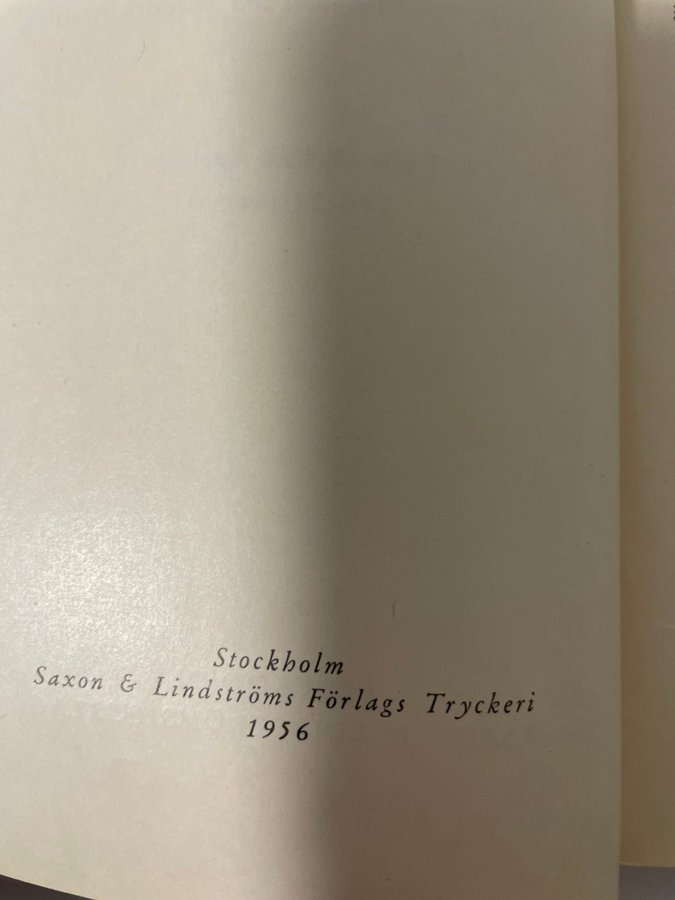 Stockholm
Saxon & Lindströms Förlags Tryckeri
1956